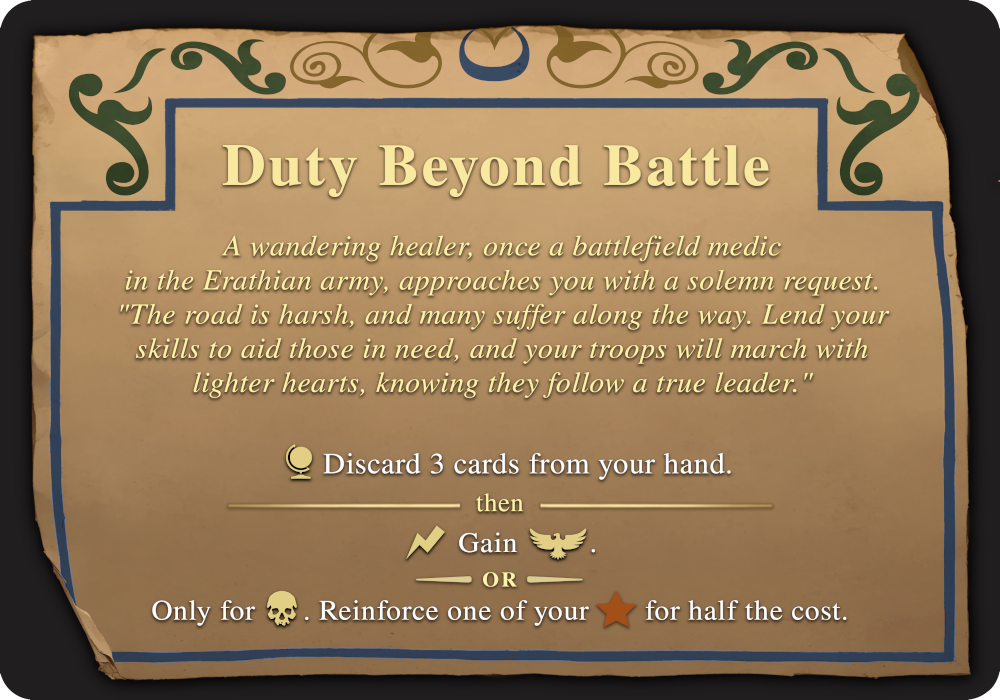 Duty Beyond Battle
A wandering healer, once a battlefield medic
in the Erathian army, approaches you with a solemn request.
"The road is harsh, and many suffer along the way. Lend your
skills to aid those in need, and your troops will march with
lighter hearts, knowing they follow a true leader."
Discard 3 cards from your hand.
then
Gain .
OR
Only for . Reinforce one of your for half the cost.